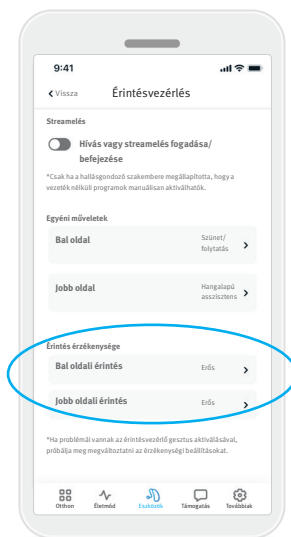 9:41
Vissza
Érintésvezérlés
Streamelés
Hívás vagy streamelés fogadása/
befejezése
*Csak ha a hallásgondozó szakembere megállapította, hogy a
vezeték nélküli programok manuálisan aktiválhatók.
Egyéni műveletek
Bal oldal
Szünet/
folytatás
Jobb oldal
Hangalapú
asszisztens
Érintés érzékenysége
Bal oldali érintés
Erős
Jobb oldali érintés
Erős
*Ha problémái vannak az érintésvezérlő gesztus aktiválásával,
próbálja meg megváltoztatni az érzékenységi beállításokat.
Otthon Életmód Eszközök Támogatás Továbbiak